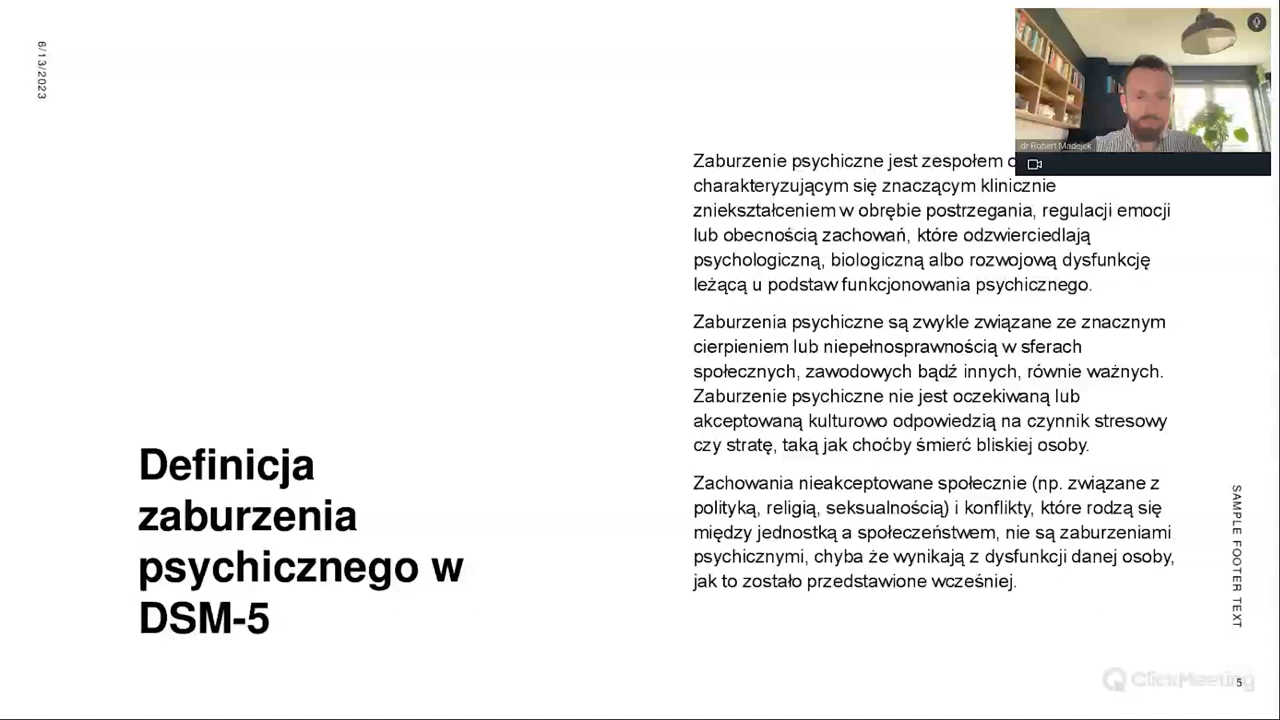 6/13/2023
dr Robert Madejek
Zaburzenie psychiczne jest zespołem
charakteryzującym się znaczącym klinicznie
zniekształceniem w obrębie postrzegania, regulacji emocji
lub obecnością zachowań, które odzwierciedlają
psychologiczną, biologiczną albo rozwojową dysfunkcję
leżącą u podstaw funkcjonowania psychicznego.
Zaburzenia psychiczne są zwykle związane ze znacznym
cierpieniem lub niepełnosprawnością w sferach
społecznych, zawodowych bądź innych, równie ważnych.
Zaburzenie psychiczne nie jest oczekiwaną lub
akceptowaną kulturowo odpowiedzią na czynnik stresowy
czy stratę, taką jak choćby śmierć bliskiej osoby.
Zachowania nieakceptowane społecznie (np. związane z
polityką, religią, seksualnością) i konflikty, które rodzą się
między jednostką a społeczeństwem, nie są zaburzeniami
psychicznymi, chyba że wynikają z dysfunkcji danej osoby,
jak to zostało przedstawione wcześniej.
Definicja
zaburzenia
psychicznego w
DSM-5
SAMPLE FOOTER TEXT
ClickMeeting
5